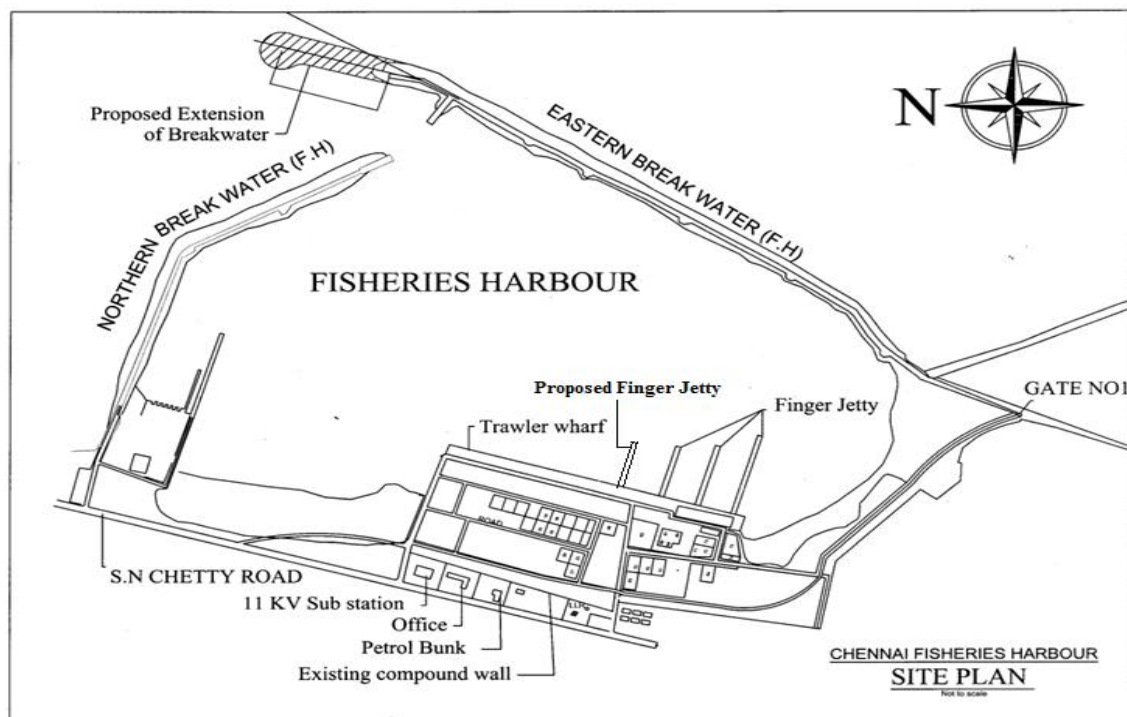 Proposed Extension
of Breakwater
N
EASTERN BREAK WATER (F.H)
NORTHERN BREAK WATER (F.H)
FISHERIES HARBOUR
Proposed Finger Jetty
Finger Jetty
GATE NO1
Trawler wharf
ROAD
S.N CHETTY ROAD
11 KV Sub station
Office
Petrol Bunk
Existing compound wall
CHENNAI FISHERIES HARBOUR
SITE PLAN
Not to scale